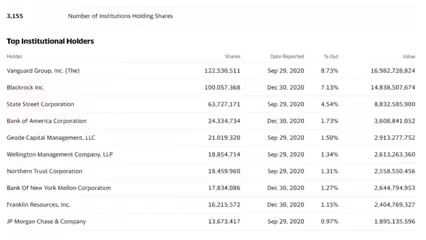 3,155 Number of Institutions Holding Shares
Top Institutional Holders
Holder Shares Date Reported % Out Value
Vanguard Group, Inc. (The) 122,530,511 Sep 29, 2020 8.73% 16,982,728,824
Blackrock Inc. 100,057,368 Dec 30, 2020 7.13% 14,838,507,674
State Street Corporation 63,727,171 Sep 29, 2020 4.54% 8,832,585,900
Bank of America Corporation 24,334,734 Dec 30, 2020 1.73% 3,608,841,052
Geode Capital Management, LLC 21,019,320 Sep 29, 2020 1.50% 2,913,277,752
Wellington Management Company, LLP 18,854,714 Sep 29, 2020 1.34% 2,613,263,360
Northern Trust Corporation 18,459,960 Sep 29, 2020 1.31% 2,558,550,456
Bank Of New York Mellon Corporation 17,834,086 Dec 30, 2020 1.27% 2,644,794,953
Franklin Resources, Inc. 16,215,572 Dec 30, 2020 1.15% 2,404,769,327
JP Morgan Chase & Company 13,673,417 Sep 29, 2020 0.97% 1,895,135,596